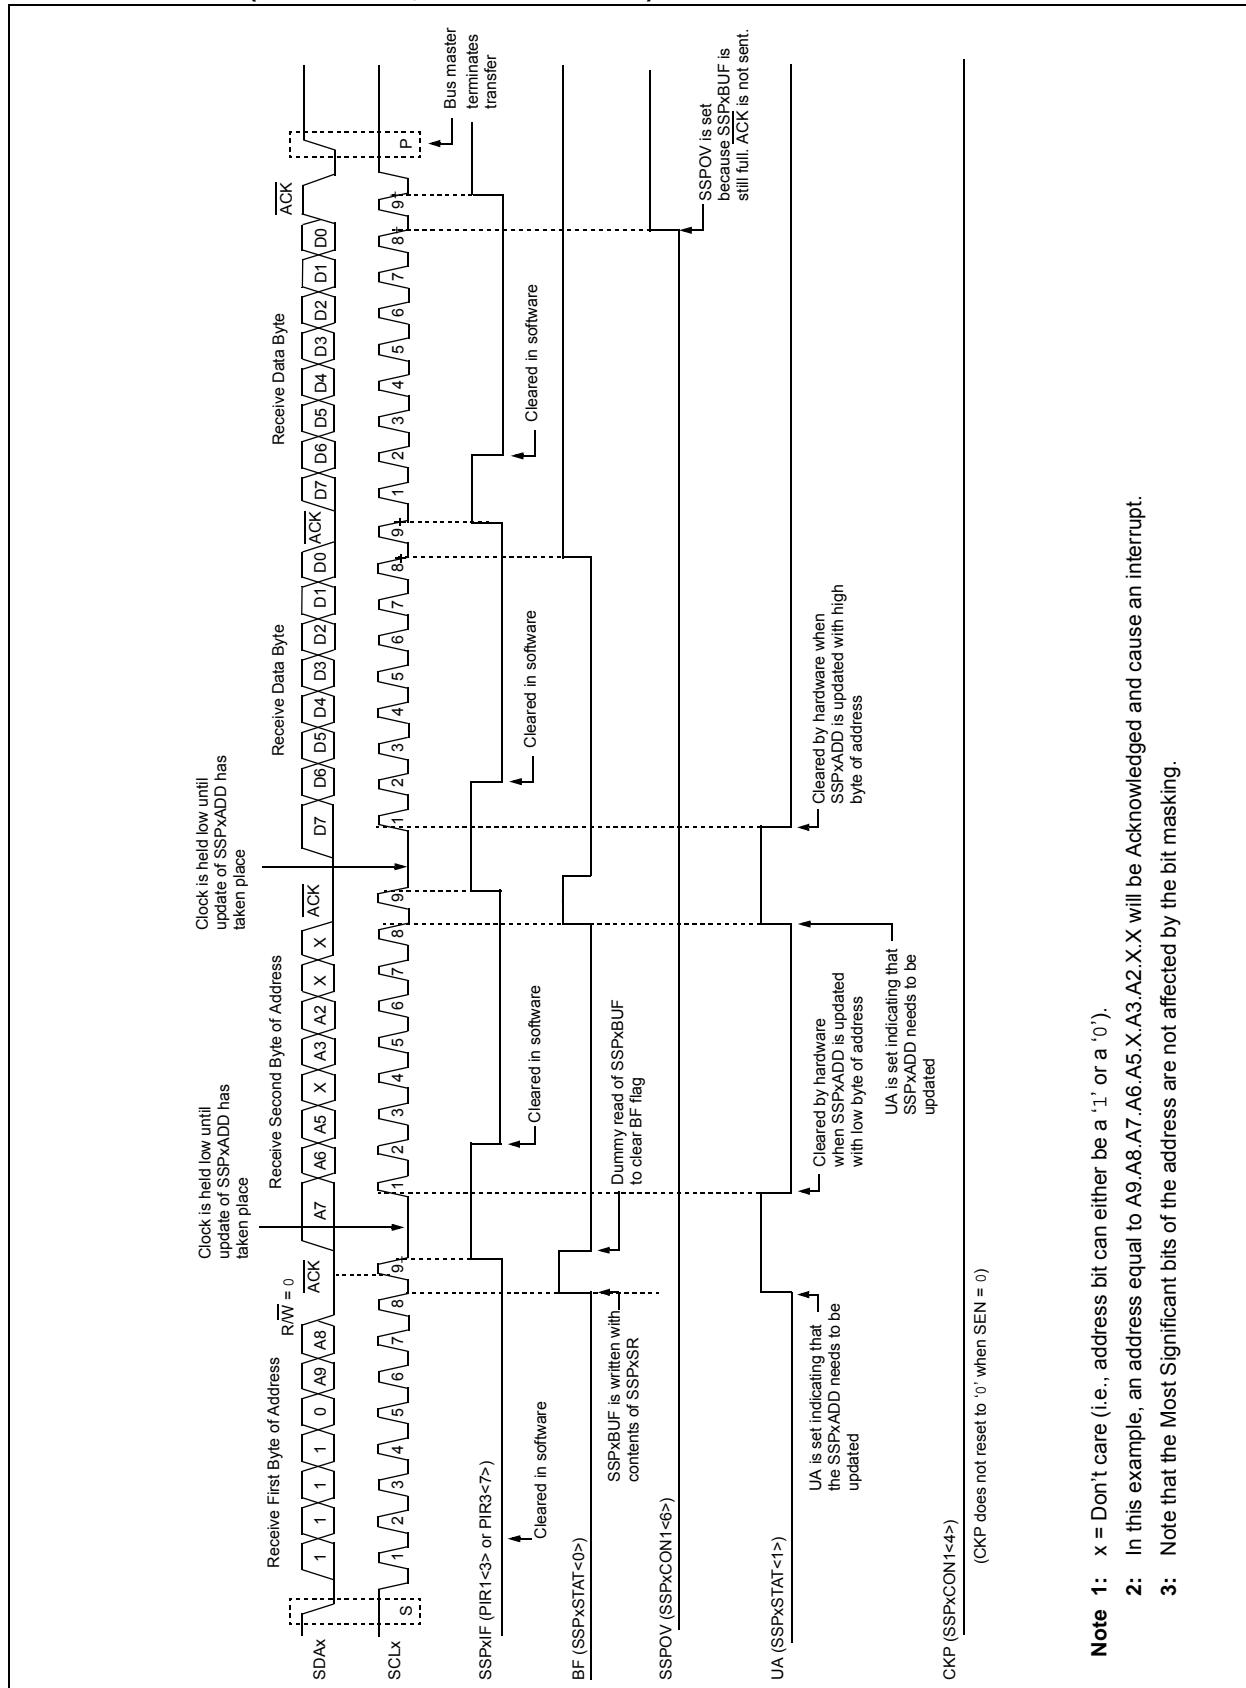 Receive First Byte of Address
R/W = 0
ACK
Clock is held low until
update of SSPxADD has
taken place
Receive Second Byte of Address
ACK
Clock is held low until
update of SSPxADD has
taken place
Receive Data Byte
ACK
Receive Data Byte
ACK
SDAx
1 1 1 1 0 A9 A8
A7 A6 A5 X A3 A2 X X
D7 D6 D5 D4 D3 D2 D1 D0
D7 D6 D5 D4 D3 D2 D1 D0
SCLx
S
1 2 3 4 5 6 7 8 9
1 2 3 4 5 6 7 8 9
1 2 3 4 5 6 7 8 9
1 2 3 4 5 6 7 8 9
P
Bus master
terminates
transfer
SSPxIF (PIR1<3> or PIR3<7>)
Cleared in software
Cleared in software
Cleared in software
Cleared in software
BF (SSPxSTAT<0>)
SSPxBUF is written with
contents of SSPxSR
Dummy read of SSPxBUF
to clear BF flag
SSPOV (SSPxCON1<6>)
SSPOV is set
because SSPxBUF is
still full. ACK is not sent.
UA (SSPxSTAT<1>)
UA is set indicating that
the SSPxADD needs to be
updated
Cleared by hardware
when SSPxADD is updated
with low byte of address
UA is set indicating that
SSPxADD needs to be
updated
Cleared by hardware when
SSPxADD is updated with high
byte of address
CKP (SSPxCON1<4>)
(CKP does not reset to ‘0’ when SEN = 0)
Note 1: x = Don’t care (i.e., address bit can either be a ‘1’ or a ‘0’).
2: In this example, an address equal to A9.A8.A7.A6.A5.X.A3.A2.X.X will be Acknowledged and cause an interrupt.
3: Note that the Most Significant bits of the address are not affected by the bit masking.